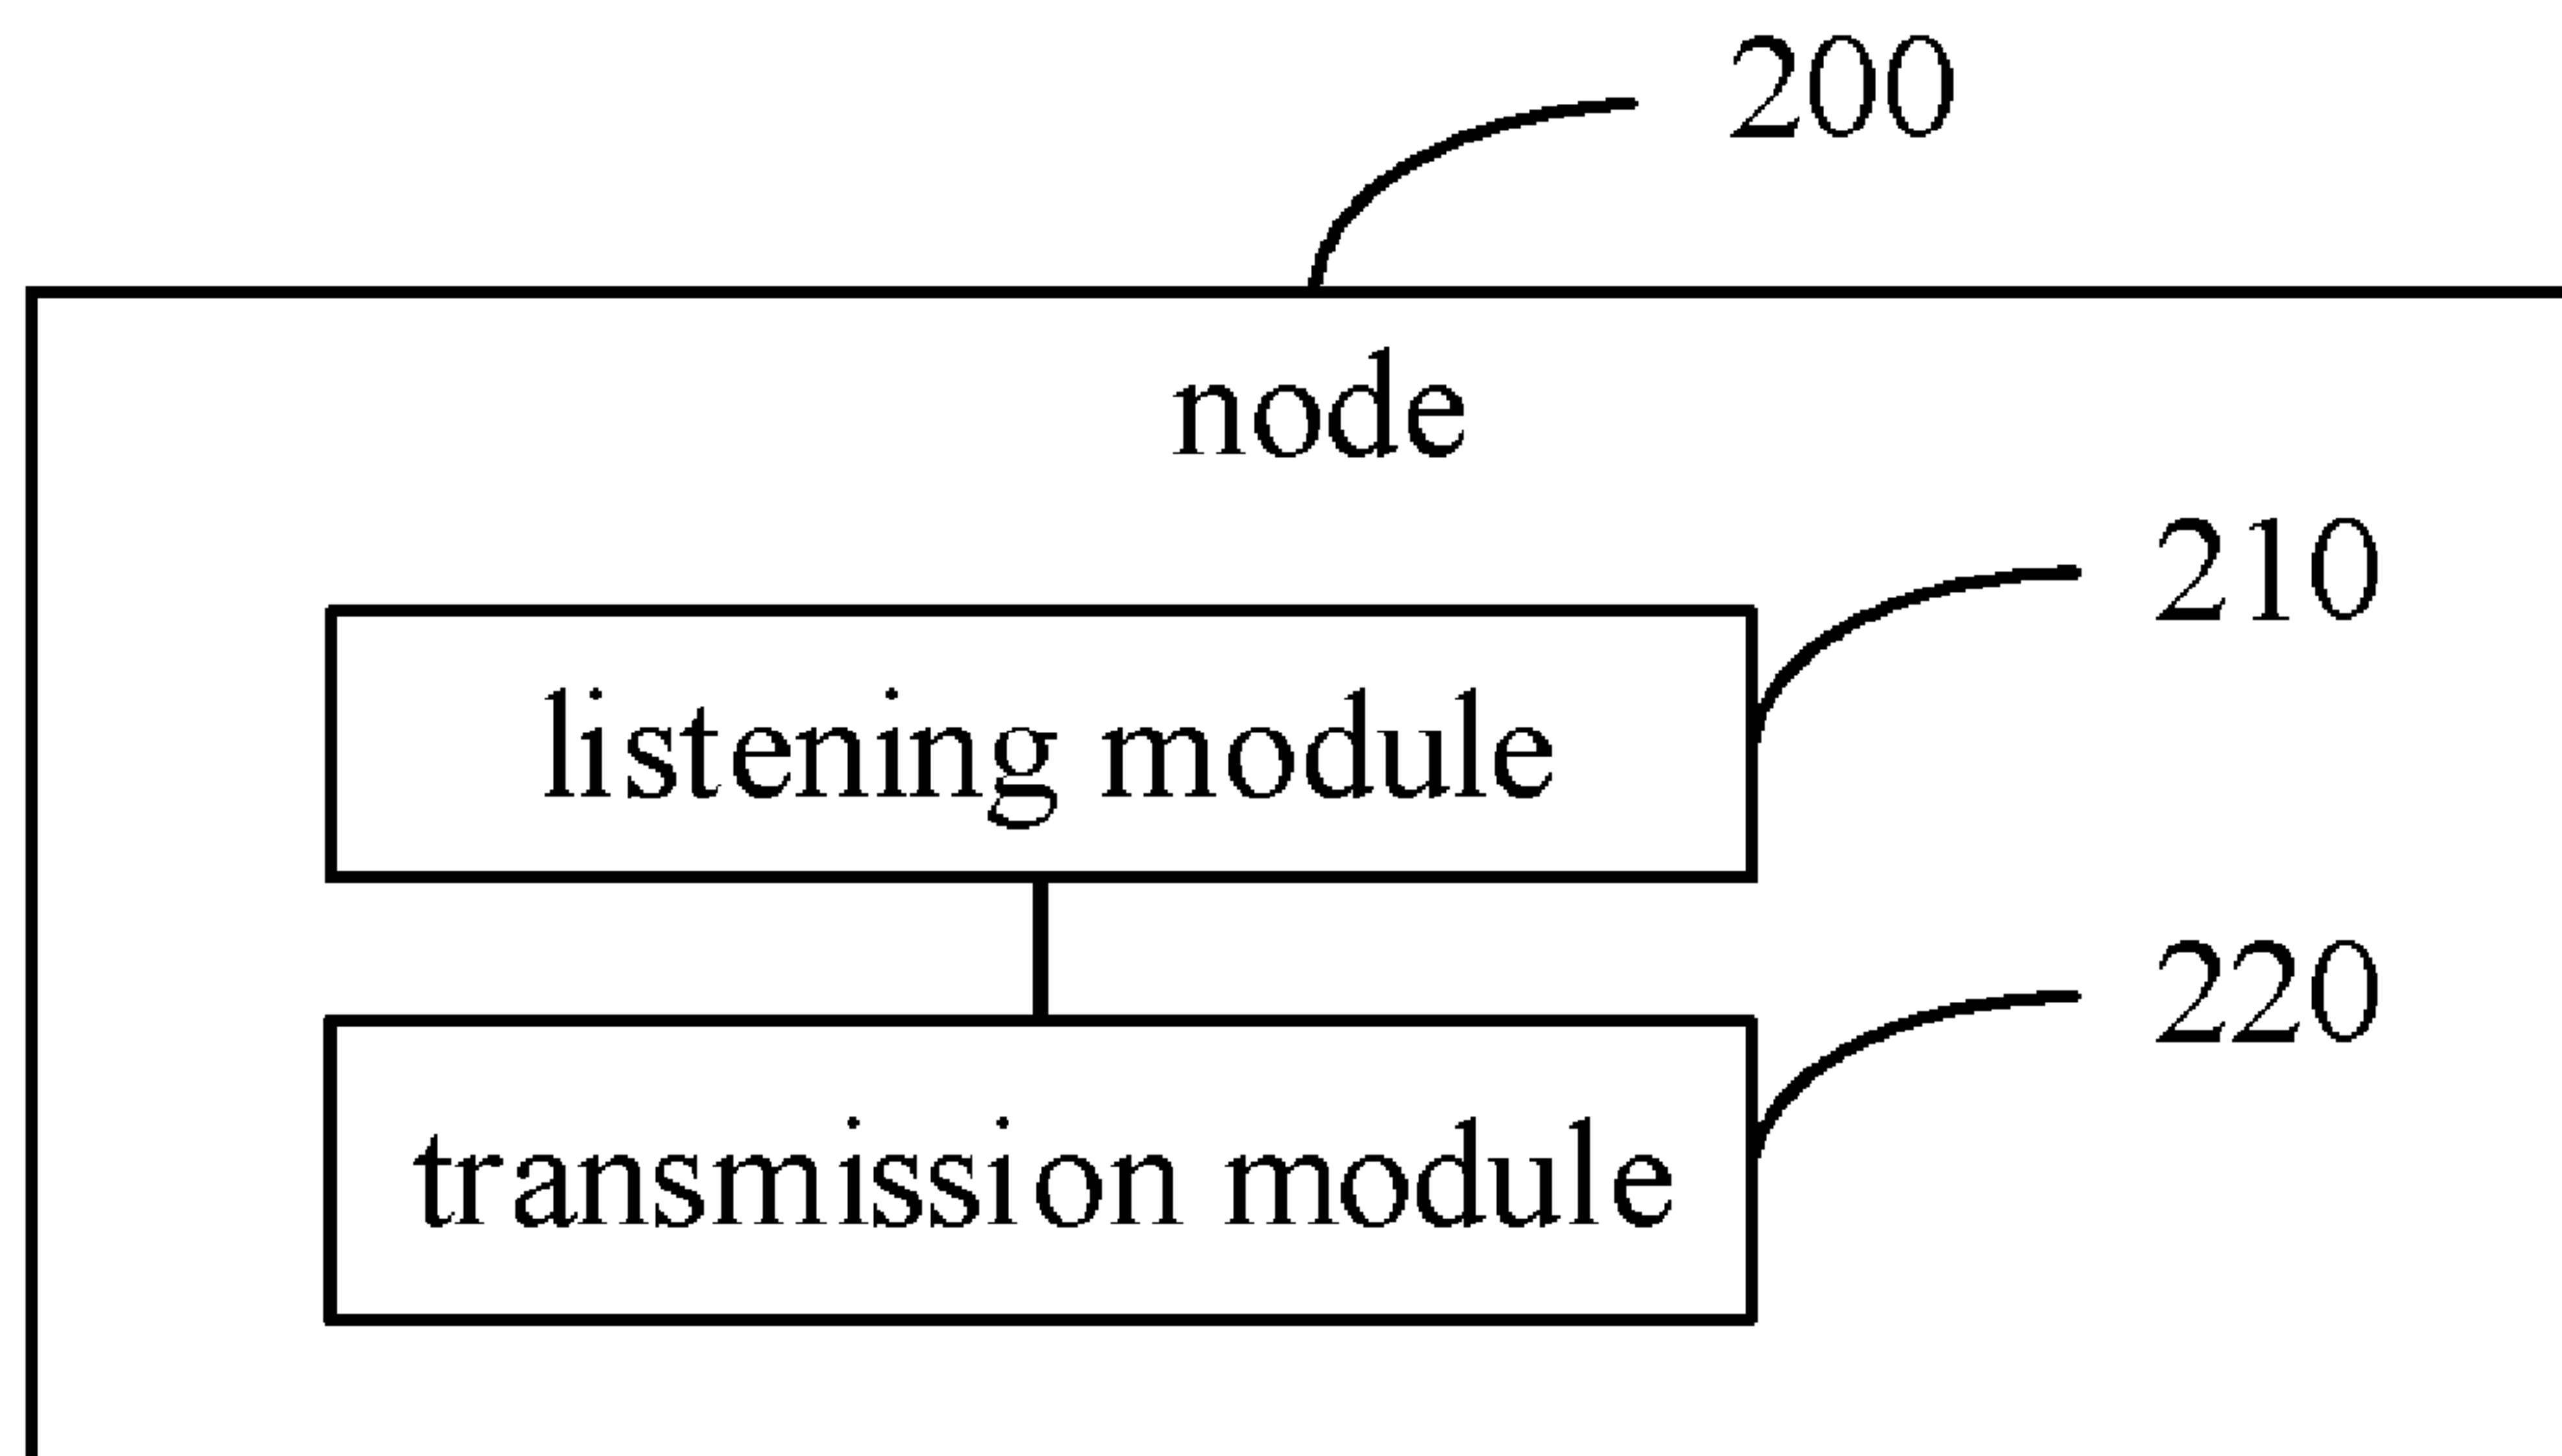 200
node
210
listening module
220
transmission module